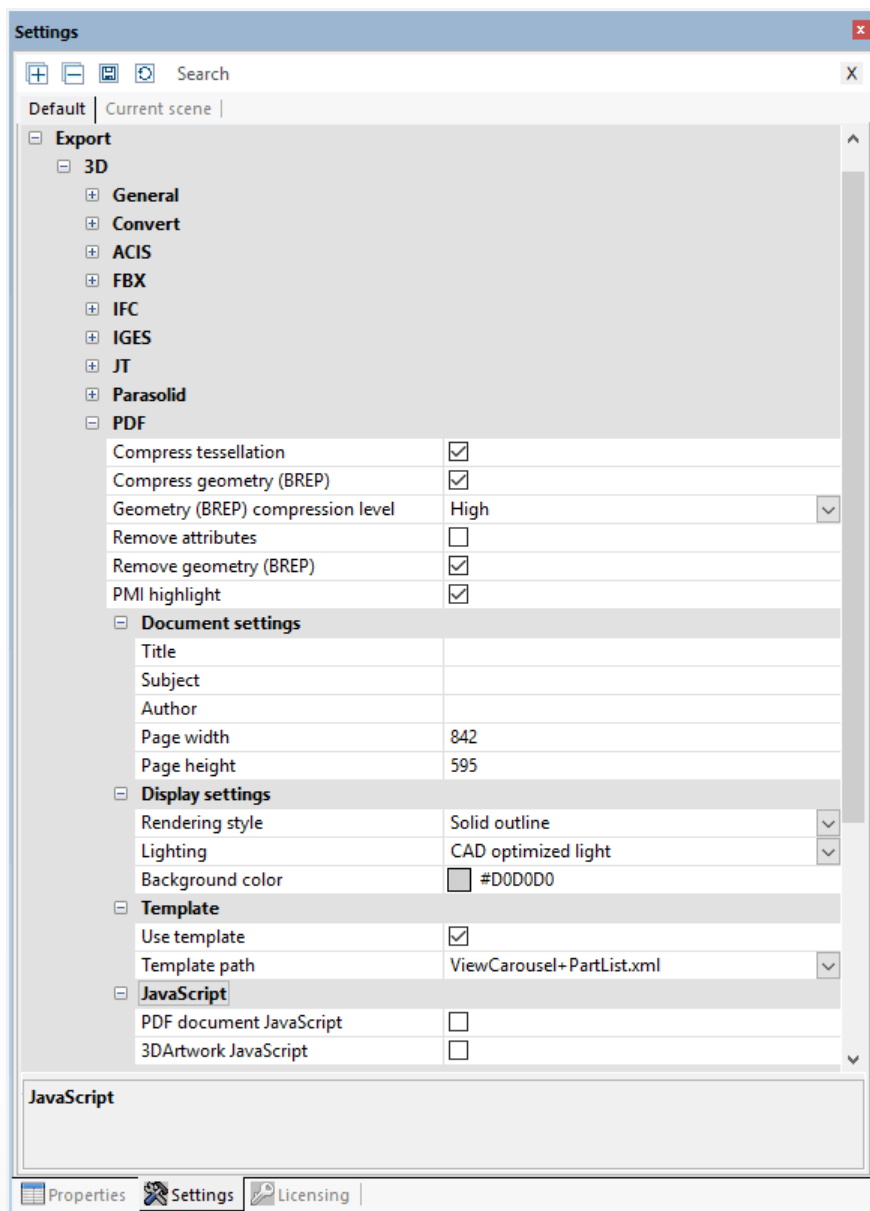 Settings
x
Search
X
Default Current scene
Export
3D
General
Convert
ACIS
FBX
IFC
IGES
JT
Parasolid
PDF
Compress tessellation
Compress geometry (BREP)
Geometry (BREP) compression level High
Remove attributes
Remove geometry (BREP)
PMI highlight
Document settings
Title
Subject
Author
Page width 842
Page height 595
Display settings
Rendering style Solid outline
Lighting CAD optimized light
Background color #D0D0D0
Template
Use template
Template path ViewCarousel+PartList.xml
JavaScript
PDF document JavaScript
3DArtwork JavaScript
JavaScript
Properties Settings Licensing